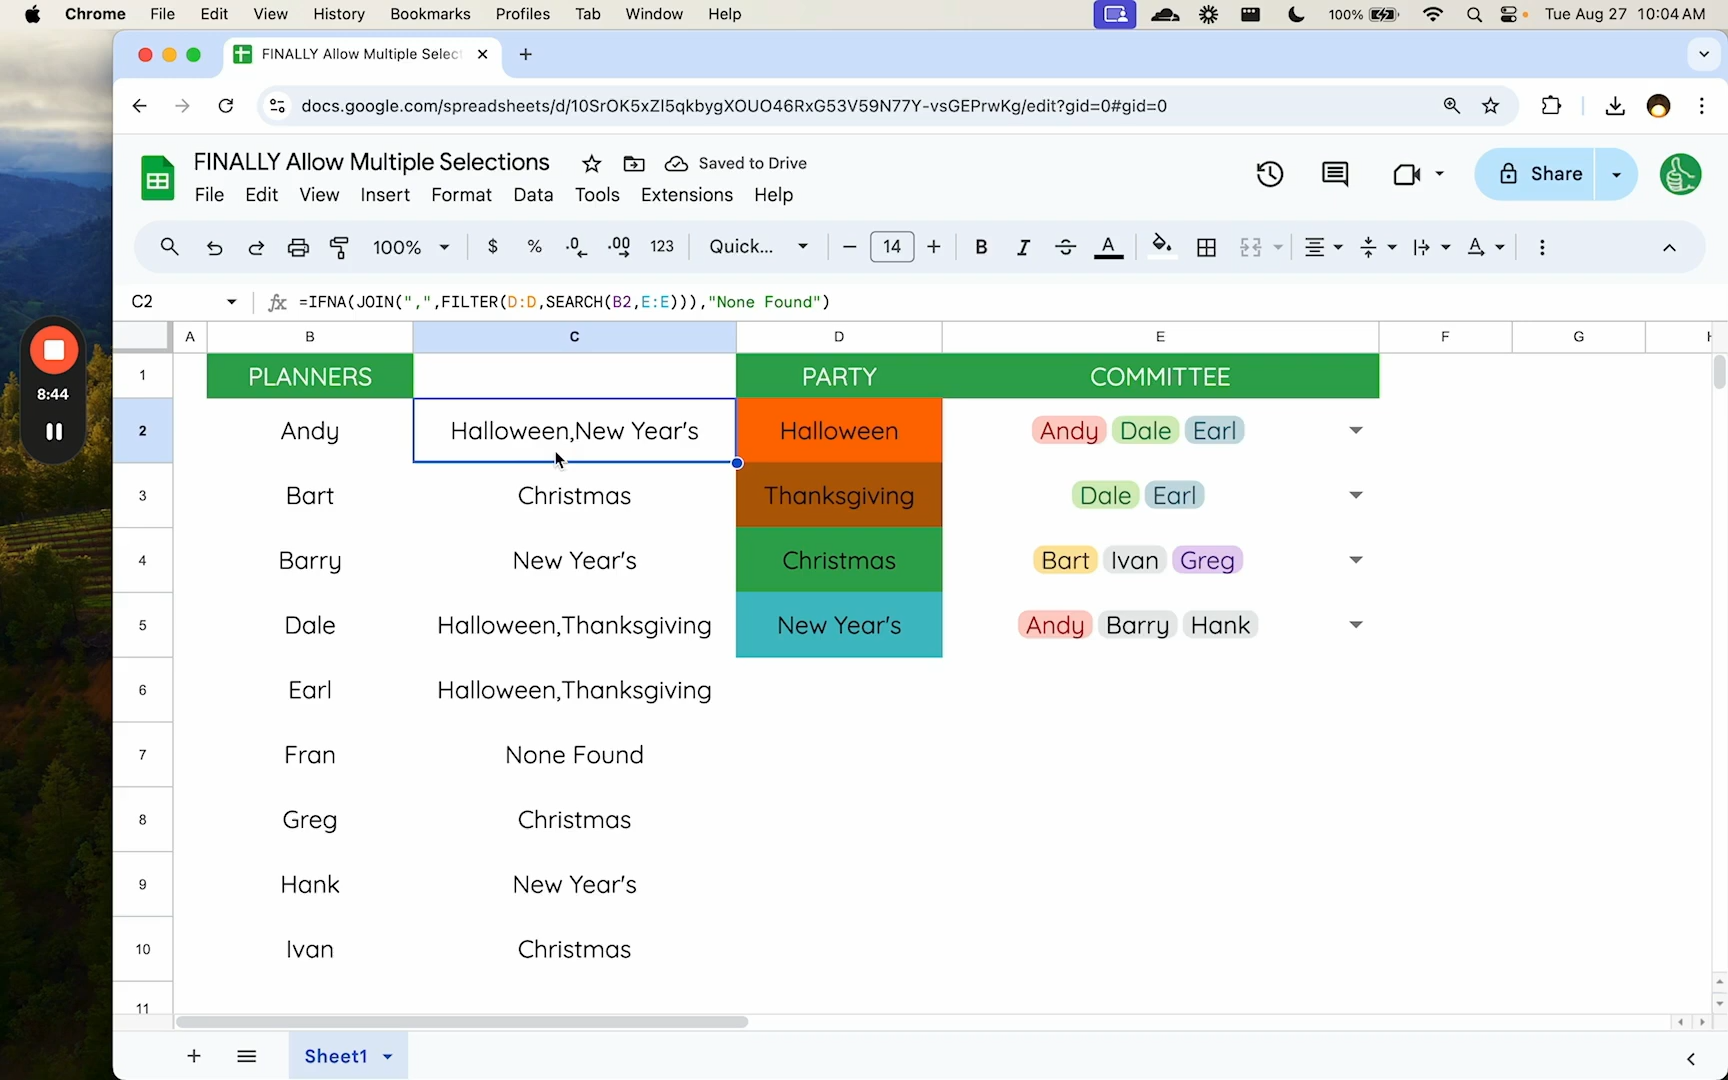 Chrome File Edit View History Bookmarks Profiles Tab Window Help 100% Tue Aug 27 10:04 AM
FINALLY Allow Multiple Selec
docs.google.com/spreadsheets/d/10SrOK5xZI5qkbygXOUO46RxG53V59N77Y-vsGEPrwKg/edit?gid=0#gid=0
FINALLY Allow Multiple Selections Saved to Drive Share
File Edit View Insert Format Data Tools Extensions Help
100% $ % .0 .00 123 Quick... 14 B I A A
C2 fx =IFNA(JOIN(",",FILTER(D:D,SEARCH(B2,E:E))),"None Found")
A B C D E F G
1 PLANNERS PARTY COMMITTEE
8:44
2 Andy Halloween,New Year's Halloween Andy Dale Earl
3 Bart Christmas Thanksgiving Dale Earl
4 Barry New Year's Christmas Bart Ivan Greg
5 Dale Halloween,Thanksgiving New Year's Andy Barry Hank
6 Earl Halloween,Thanksgiving
7 Fran None Found
8 Greg Christmas
9 Hank New Year's
10 Ivan Christmas
11
Sheet1